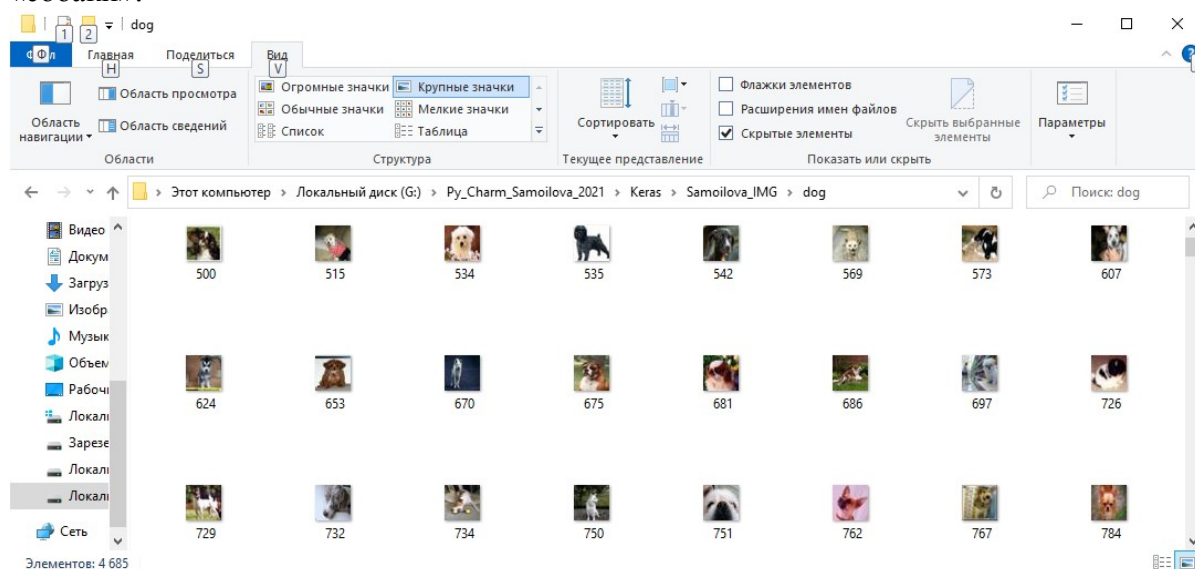 dog
1 2
Файл Главная Поделиться Вид
Ф H S V
Область навигации
Область просмотра
Область сведений
Области
Огромные значки Крупные значки
Обычные значки Мелкие значки
Список Таблица
Структура
Сортировать
Текущее представление
Флажки элементов
Расширения имен файлов
Скрытые элементы
Скрыть выбранные
элементы
Показать или скрыть
Параметры
Этот компьютер > Локальный диск (G:) > Py_Charm_Samoilova_2021 > Keras > Samoilova_IMG > dog
Поиск: dog
Видео
Докум
Загруз
Изобр
Музык
Объем
Рабоч
Локал
Зарезе
Локал
Локал
Сеть
500 515 534 535 542 569 573 607
624 653 670 675 681 686 697 726
729 732 734 750 751 762 767 784
Элементов: 4 685